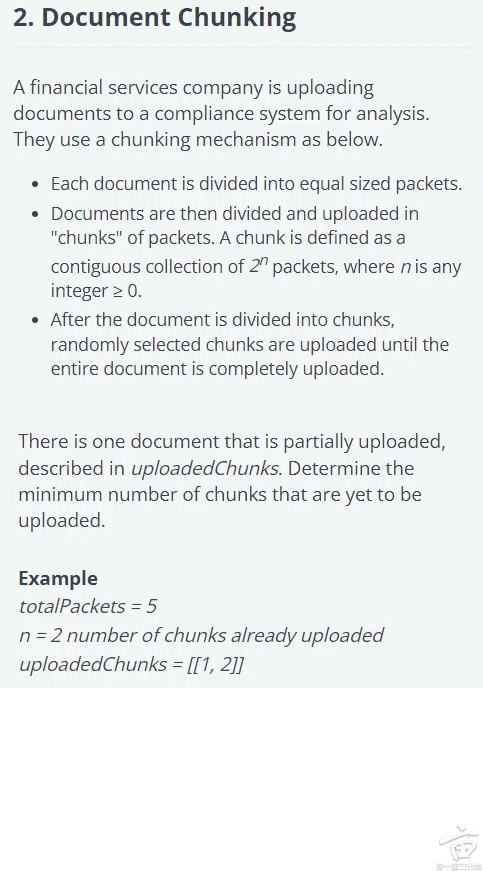 2. Document Chunking
A financial services company is uploading
documents to a compliance system for analysis.
They use a chunking mechanism as below.
• Each document is divided into equal sized packets.
• Documents are then divided and uploaded in
"chunks" of packets. A chunk is defined as a
contiguous collection of 2ⁿ packets, where n is any
integer ≥ 0.
• After the document is divided into chunks,
randomly selected chunks are uploaded until the
entire document is completely uploaded.
There is one document that is partially uploaded,
described in uploadedChunks. Determine the
minimum number of chunks that are yet to be
uploaded.
Example
totalPackets = 5
n = 2 number of chunks already uploaded
uploadedChunks = [[1, 2]]